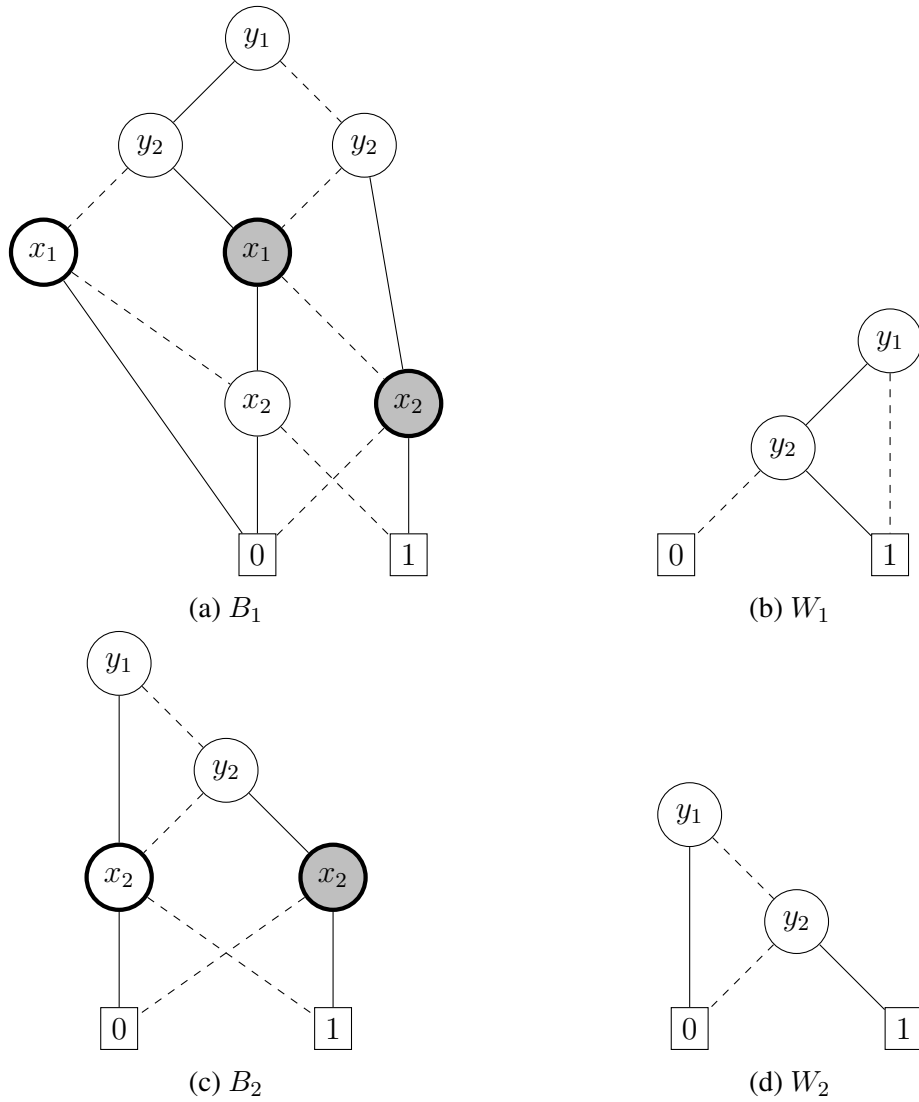 y₁
y₂ y₂
x₁ x₁
x₂ x₂
0 1
(a) B₁
y₁
y₂
0 1
(b) W₁
y₁
y₂
x₂ x₂
0 1
(c) B₂
y₁
y₂
0 1
(d) W₂